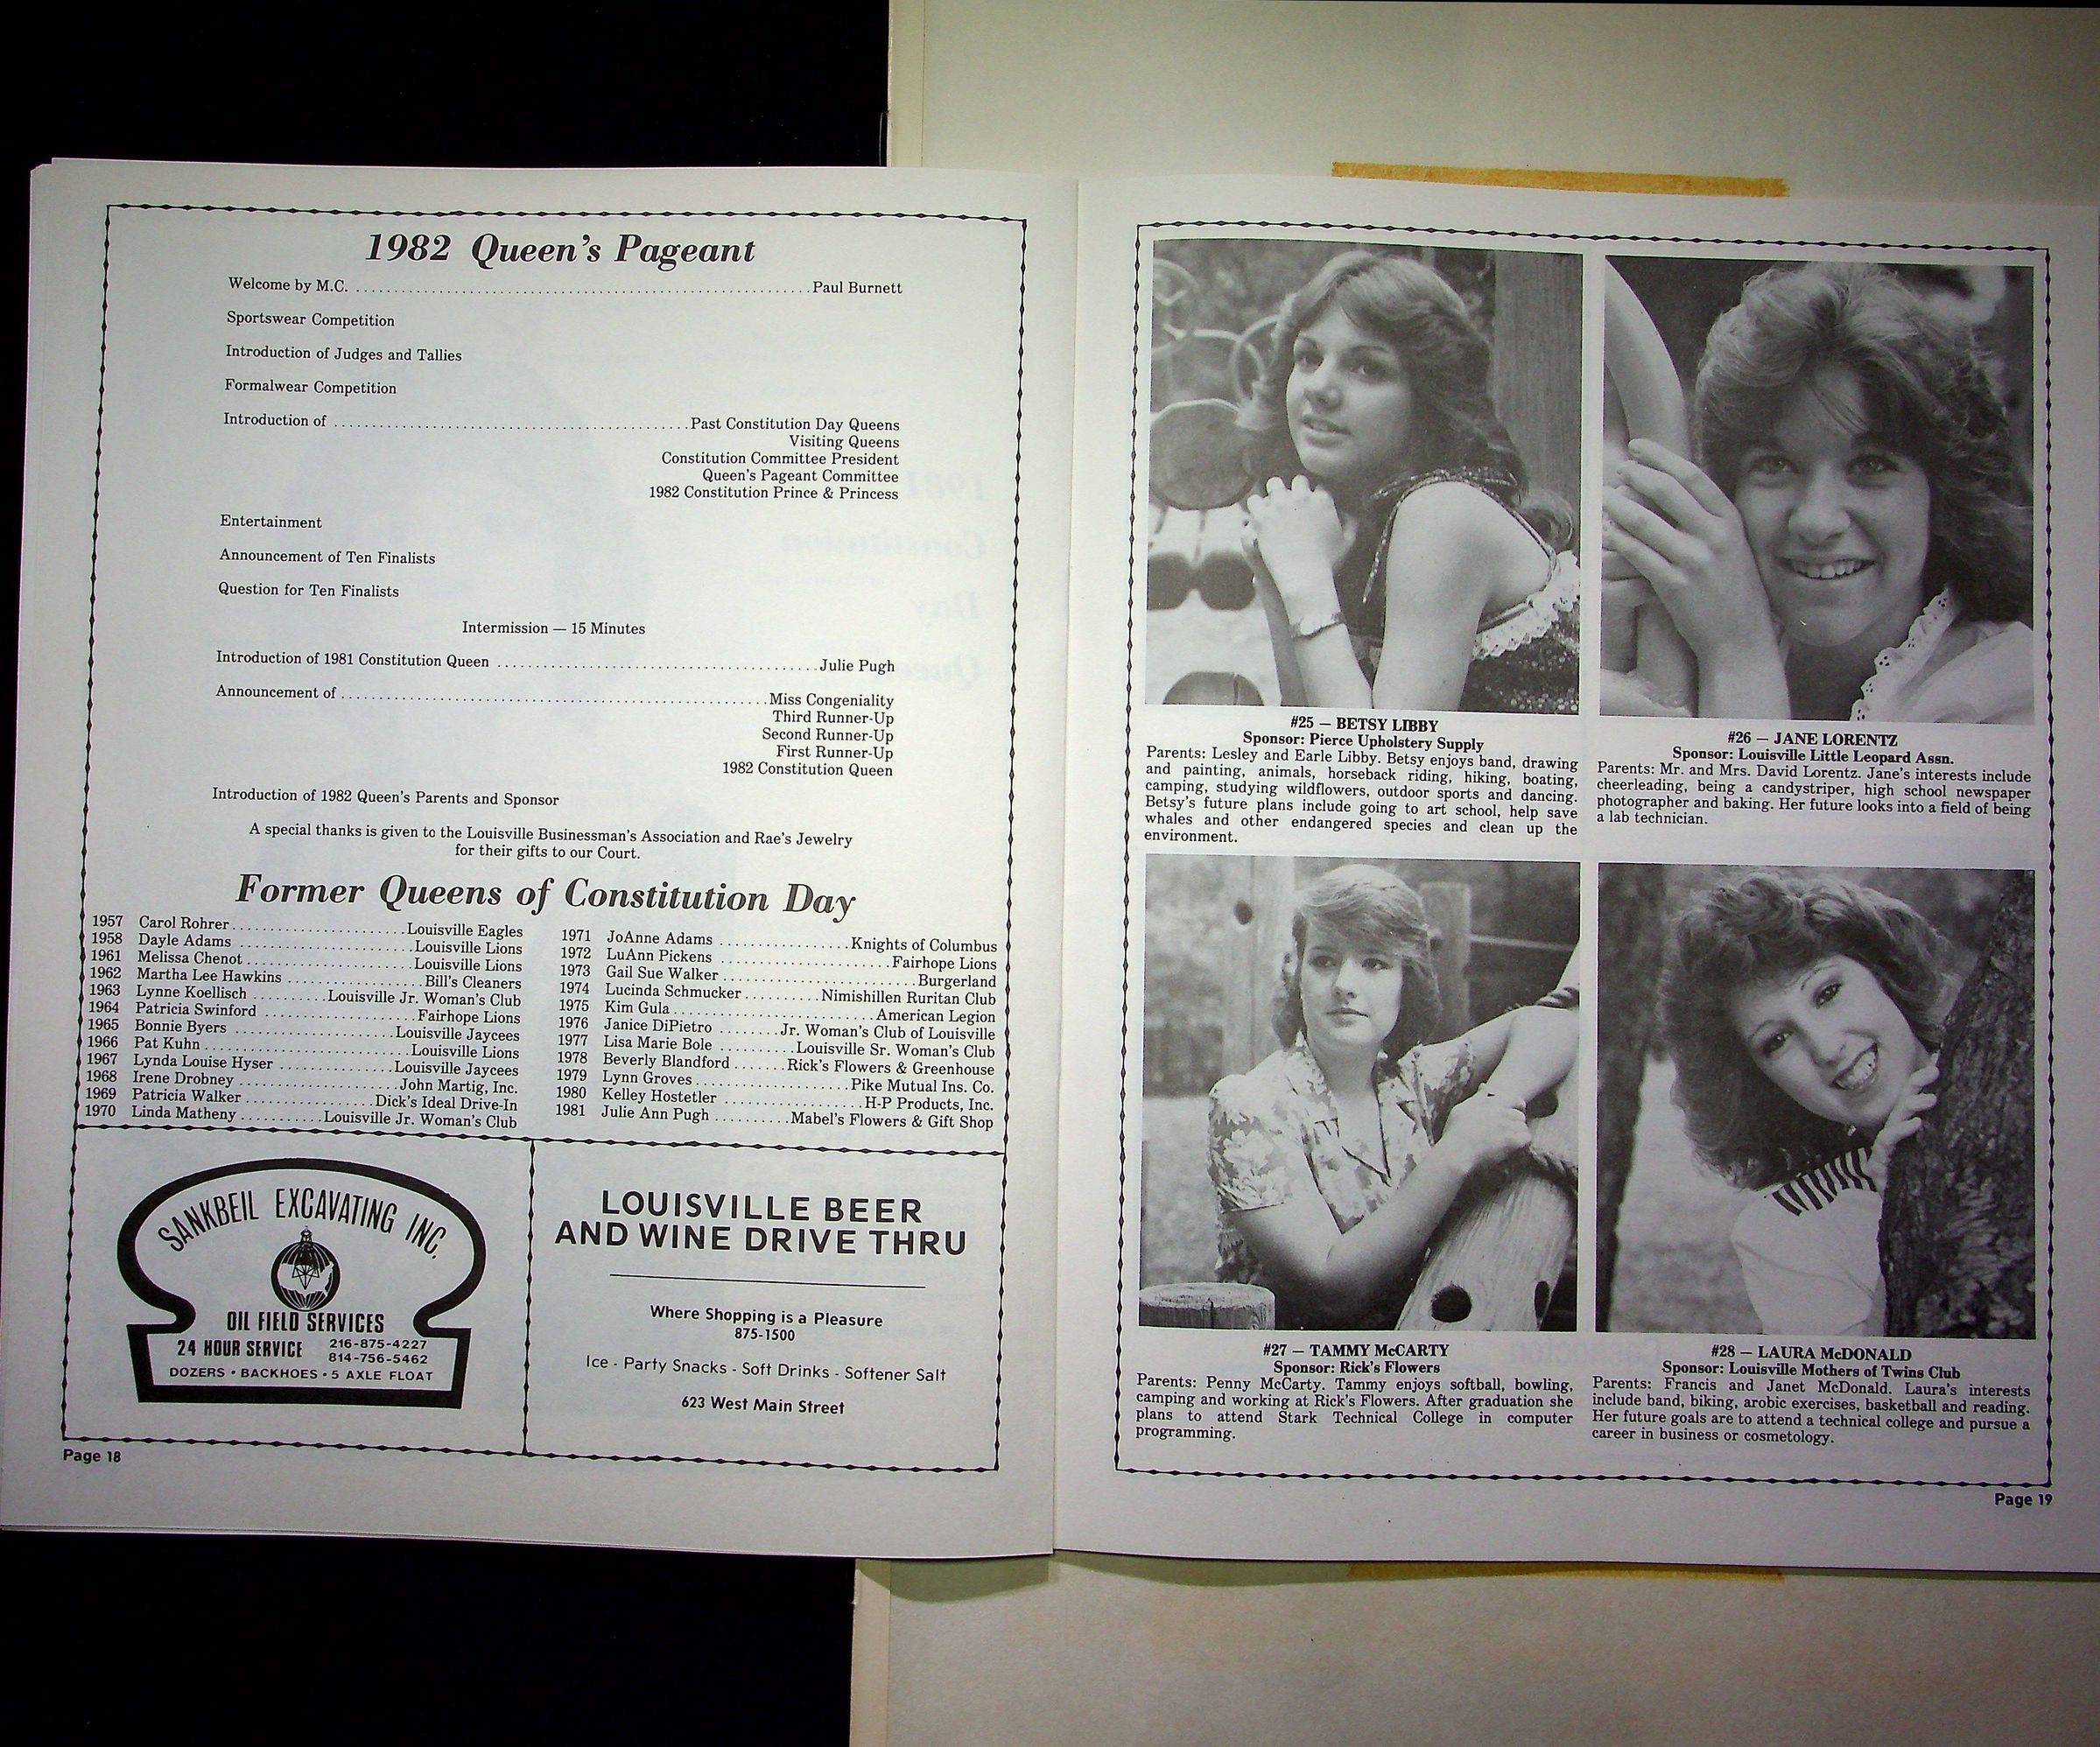 1982 Queen's Pageant
Welcome by M.C. ............................................................Paul Burnett
Sportswear Competition
Introduction of Judges and Tallies
Formalwear Competition
Introduction of ...............................................Past Constitution Day Queens
Visiting Queens
Constitution Committee President
Queen's Pageant Committee
1982 Constitution Prince & Princess
Entertainment
Announcement of Ten Finalists
Question for Ten Finalists
Intermission — 15 Minutes
Introduction of 1981 Constitution Queen ..........................................Julie Pugh
Announcement of ........................................................Miss Congeniality
Third Runner-Up
Second Runner-Up
First Runner-Up
1982 Constitution Queen
Introduction of 1982 Queen's Parents and Sponsor
A special thanks is given to the Louisville Businessman's Association and Rae's Jewelry
for their gifts to our Court.
Former Queens of Constitution Day
1957 Carol Rohrer.......................Louisville Eagles
1958 Dayle Adams .......................Louisville Lions
1961 Melissa Chenot ......................Louisville Lions
1962 Martha Lee Hawkins ..................Bill's Cleaners
1963 Lynne Koellisch ..........Louisville Jr. Woman's Club
1964 Patricia Swinford ....................Fairhope Lions
1965 Bonnie Byers .....................Louisville Jaycees
1966 Pat Kuhn ...........................Louisville Lions
1967 Lynda Louise Hyser ...............Louisville Jaycees
1968 Irene Drobney .....................John Martig, Inc.
1969 Patricia Walker .................Dick's Ideal Drive-In
1970 Linda Matheny ...........Louisville Jr. Woman's Club
1971 JoAnne Adams .................Knights of Columbus
1972 LuAnn Pickens ......................Fairhope Lions
1973 Gail Sue Walker .........................Burgerland
1974 Lucinda Schmucker ..........Nimishillen Ruritan Club
1975 Kim Gula ..........................American Legion
1976 Janice DiPietro ........Jr. Woman's Club of Louisville
1977 Lisa Marie Bole ..........Louisville Sr. Woman's Club
1978 Beverly Blandford .......Rick's Flowers & Greenhouse
1979 Lynn Groves ....................Pike Mutual Ins. Co.
1980 Kelley Hostetler ..................H-P Products, Inc.
1981 Julie Ann Pugh ..........Mabel's Flowers & Gift Shop
SANKBEIL EXCAVATING INC.
OIL FIELD SERVICES
24 HOUR SERVICE 216-875-4227
814-756-5462
DOZERS • BACKHOES • 5 AXLE FLOAT
LOUISVILLE BEER
AND WINE DRIVE THRU
Where Shopping is a Pleasure
875-1500
Ice - Party Snacks - Soft Drinks - Softener Salt
623 West Main Street
Page 18
#25 — BETSY LIBBY
Sponsor: Pierce Upholstery Supply
Parents: Lesley and Earle Libby. Betsy enjoys band, drawing
and painting, animals, horseback riding, hiking, boating,
camping, studying wildflowers, outdoor sports and dancing.
Betsy's future plans include going to art school, help save
whales and other endangered species and clean up the
environment.
#26 — JANE LORENTZ
Sponsor: Louisville Little Leopard Assn.
Parents: Mr. and Mrs. David Lorentz. Jane's interests include
cheerleading, being a candystriper, high school newspaper
photographer and baking. Her future looks into a field of being
a lab technician.
#27 — TAMMY McCARTY
Sponsor: Rick's Flowers
Parents: Penny McCarty. Tammy enjoys softball, bowling,
camping and working at Rick's Flowers. After graduation she
plans to attend Stark Technical College in computer
programming.
#28 — LAURA McDONALD
Sponsor: Louisville Mothers of Twins Club
Parents: Francis and Janet McDonald. Laura's interests
include band, biking, arobic exercises, basketball and reading.
Her future goals are to attend a technical college and pursue a
career in business or cosmetology.
Page 19